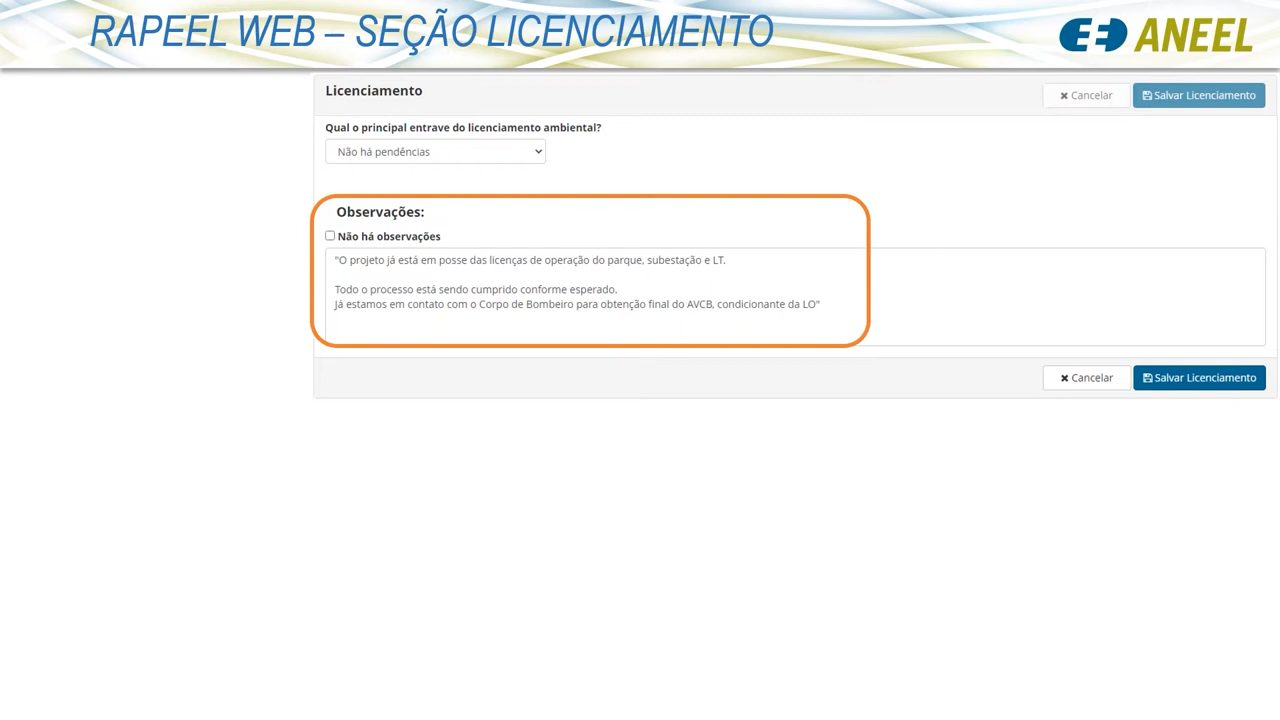 RAPEEL WEB – SEÇÃO LICENCIAMENTO
ANEEL
Licenciamento
Cancelar
Salvar Licenciamento
Qual o principal entrave do licenciamento ambiental?
Não há pendências
Observações:
Não há observações
"O projeto já está em posse das licenças de operação do parque, subestação e LT.
Todo o processo está sendo cumprido conforme esperado.
Já estamos em contato com o Corpo de Bombeiro para obtenção final do AVCB, condicionante da LO"
Cancelar
Salvar Licenciamento